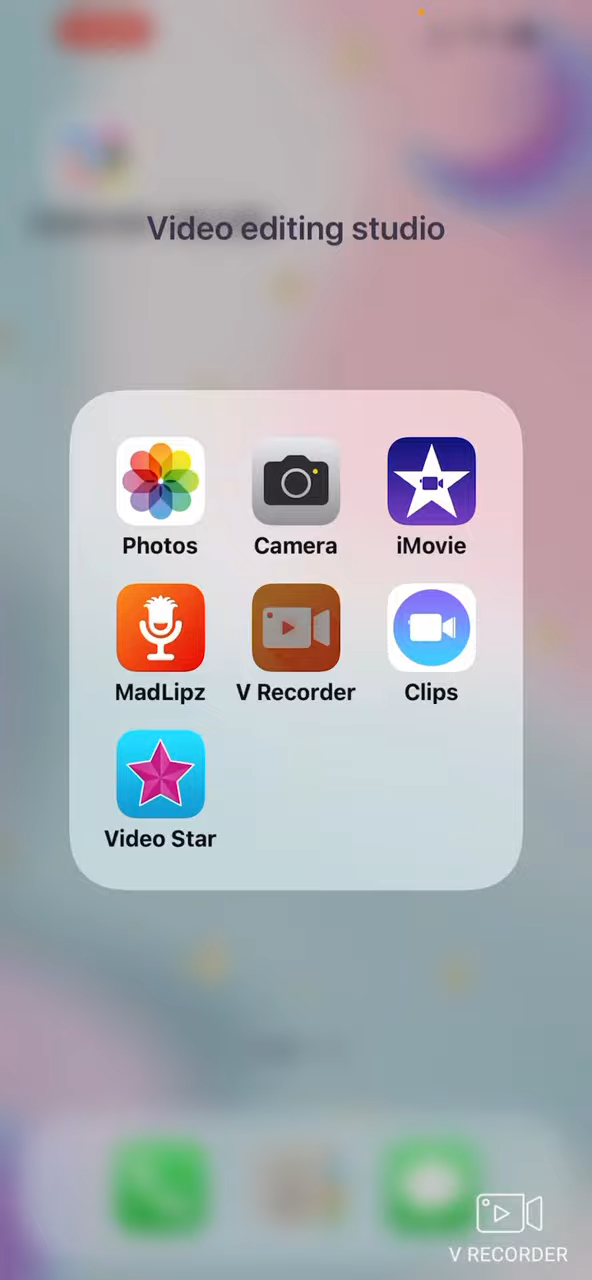 Video editing studio
Photos
Camera
iMovie
MadLipz
V Recorder
Clips
Video Star
V RECORDER